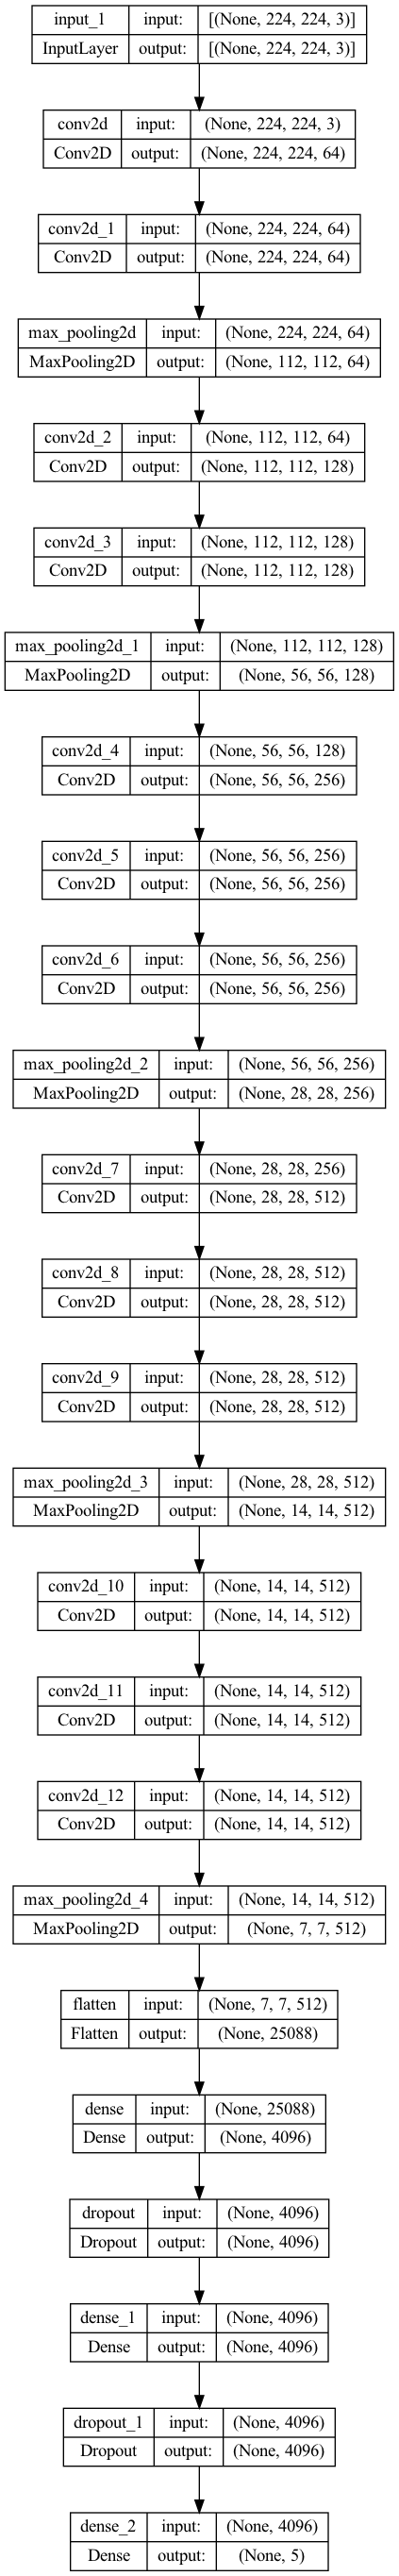 input_1 input: [(None, 224, 224, 3)]
InputLayer output: [(None, 224, 224, 3)]
conv2d input: (None, 224, 224, 3)
Conv2D output: (None, 224, 224, 64)
conv2d_1 input: (None, 224, 224, 64)
Conv2D output: (None, 224, 224, 64)
max_pooling2d input: (None, 224, 224, 64)
MaxPooling2D output: (None, 112, 112, 64)
conv2d_2 input: (None, 112, 112, 64)
Conv2D output: (None, 112, 112, 128)
conv2d_3 input: (None, 112, 112, 128)
Conv2D output: (None, 112, 112, 128)
max_pooling2d_1 input: (None, 112, 112, 128)
MaxPooling2D output: (None, 56, 56, 128)
conv2d_4 input: (None, 56, 56, 128)
Conv2D output: (None, 56, 56, 256)
conv2d_5 input: (None, 56, 56, 256)
Conv2D output: (None, 56, 56, 256)
conv2d_6 input: (None, 56, 56, 256)
Conv2D output: (None, 56, 56, 256)
max_pooling2d_2 input: (None, 56, 56, 256)
MaxPooling2D output: (None, 28, 28, 256)
conv2d_7 input: (None, 28, 28, 256)
Conv2D output: (None, 28, 28, 512)
conv2d_8 input: (None, 28, 28, 512)
Conv2D output: (None, 28, 28, 512)
conv2d_9 input: (None, 28, 28, 512)
Conv2D output: (None, 28, 28, 512)
max_pooling2d_3 input: (None, 28, 28, 512)
MaxPooling2D output: (None, 14, 14, 512)
conv2d_10 input: (None, 14, 14, 512)
Conv2D output: (None, 14, 14, 512)
conv2d_11 input: (None, 14, 14, 512)
Conv2D output: (None, 14, 14, 512)
conv2d_12 input: (None, 14, 14, 512)
Conv2D output: (None, 14, 14, 512)
max_pooling2d_4 input: (None, 14, 14, 512)
MaxPooling2D output: (None, 7, 7, 512)
flatten input: (None, 7, 7, 512)
Flatten output: (None, 25088)
dense input: (None, 25088)
Dense output: (None, 4096)
dropout input: (None, 4096)
Dropout output: (None, 4096)
dense_1 input: (None, 4096)
Dense output: (None, 4096)
dropout_1 input: (None, 4096)
Dropout output: (None, 4096)
dense_2 input: (None, 4096)
Dense output: (None, 5)